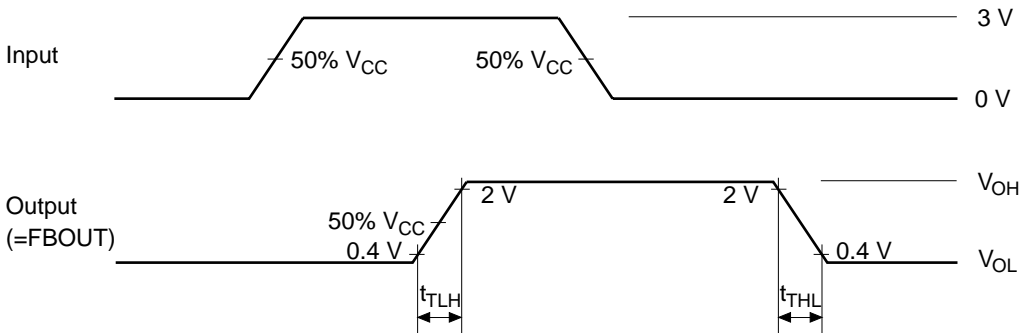 3 V
Input
50% VCC
50% VCC
0 V
Output
(=FBOUT)
2 V
2 V
VOH
50% VCC
0.4 V
0.4 V
VOL
tTLH
tTHL